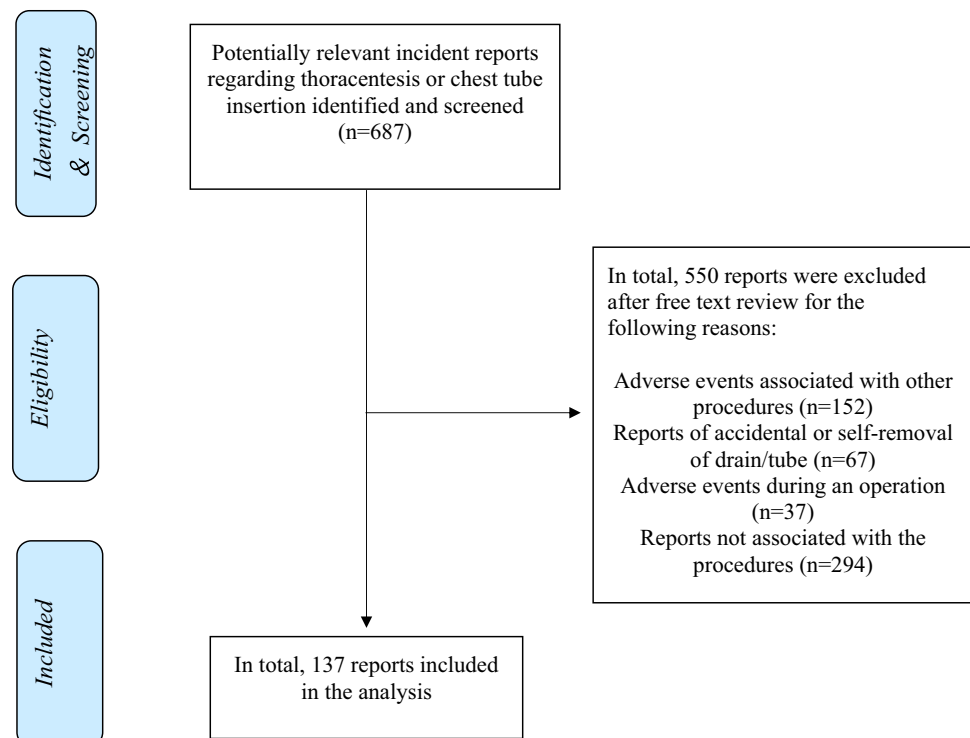 Identification
& Screening
Potentially relevant incident reports
regarding thoracentesis or chest tube
insertion identified and screened
(n=687)
Eligibility
In total, 550 reports were excluded
after free text review for the
following reasons:
Adverse events associated with other
procedures (n=152)
Reports of accidental or self-removal
of drain/tube (n=67)
Adverse events during an operation
(n=37)
Reports not associated with the
procedures (n=294)
Included
In total, 137 reports included
in the analysis